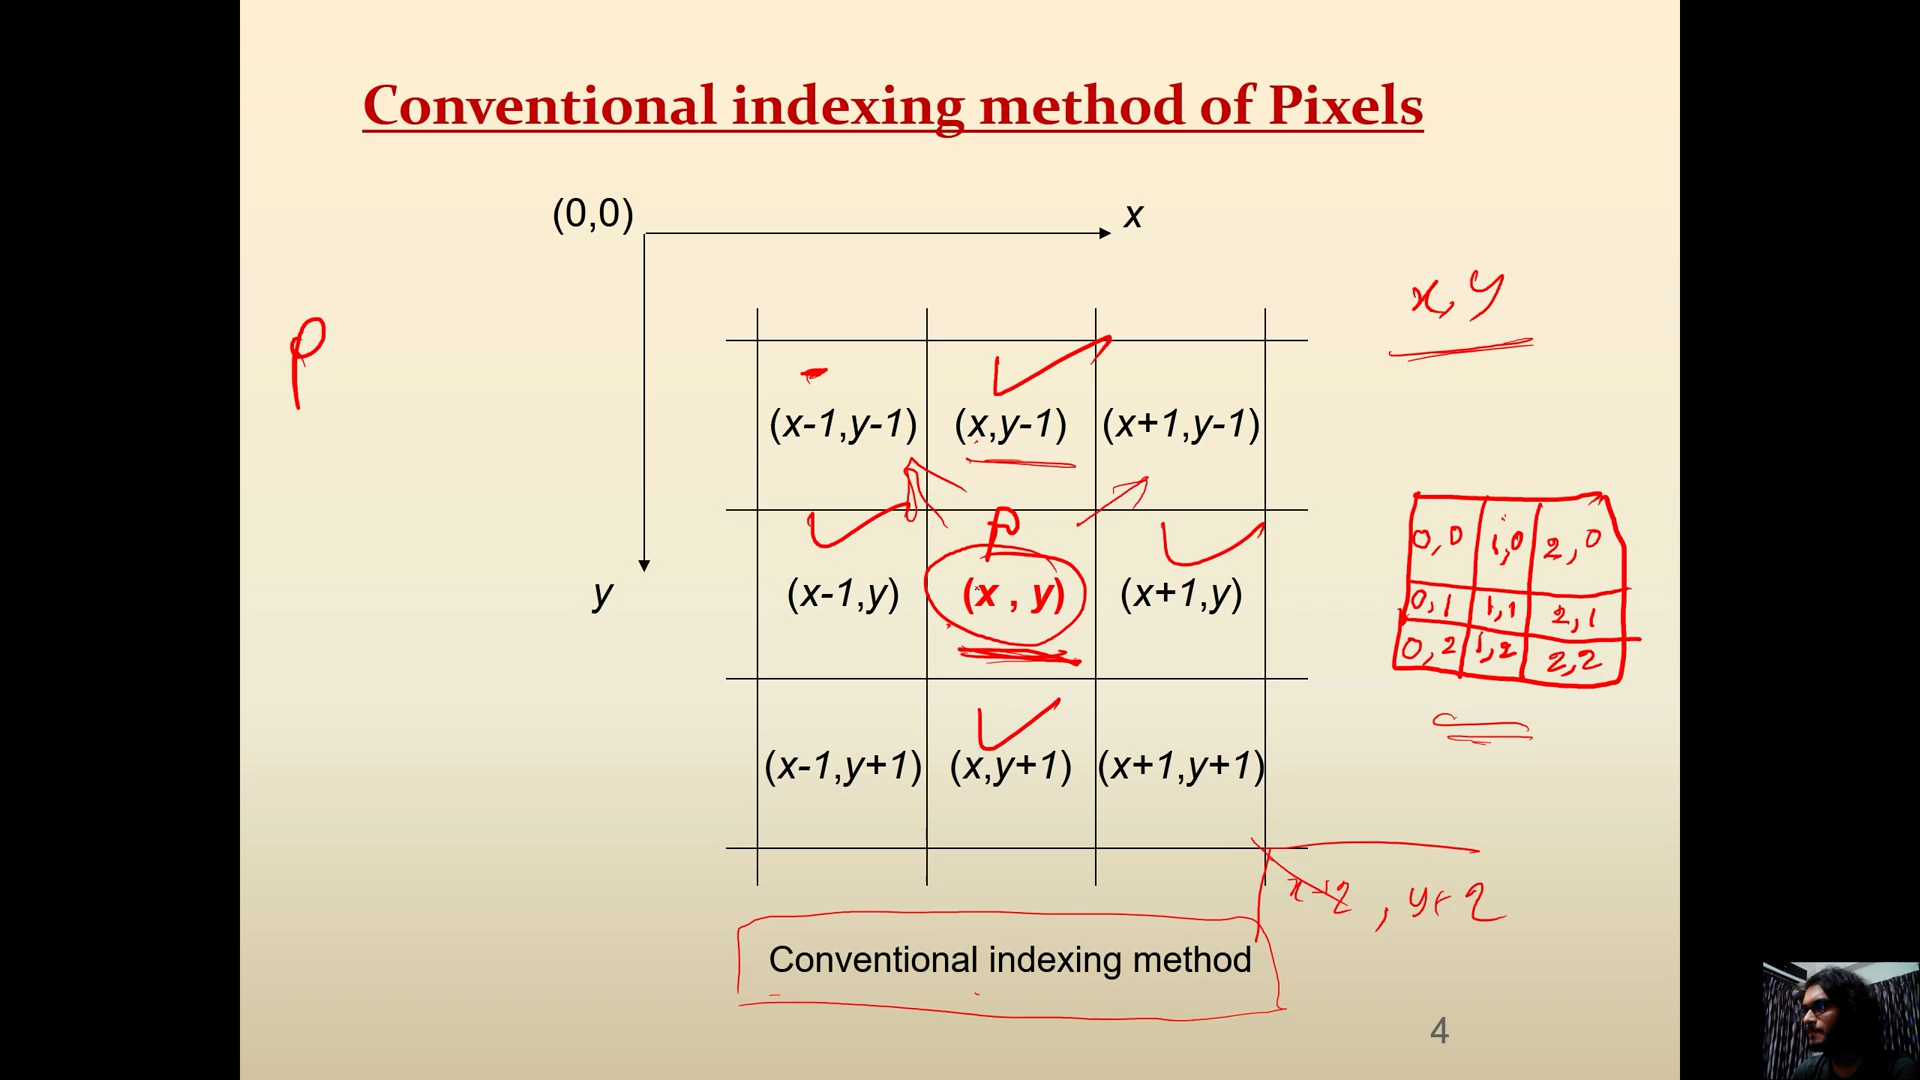 Conventional indexing method of Pixels
(0,0)
x
x, y
P
(x-1,y-1) (x,y-1) (x+1,y-1)
P
(x-1,y) (x , y) (x+1,y)
y
0,0 1,0 2,0
0,1 1,1 2,1
0,2 1,2 2,2
(x-1,y+1) (x,y+1) (x+1,y+1)
x+2, y+2
Conventional indexing method
4